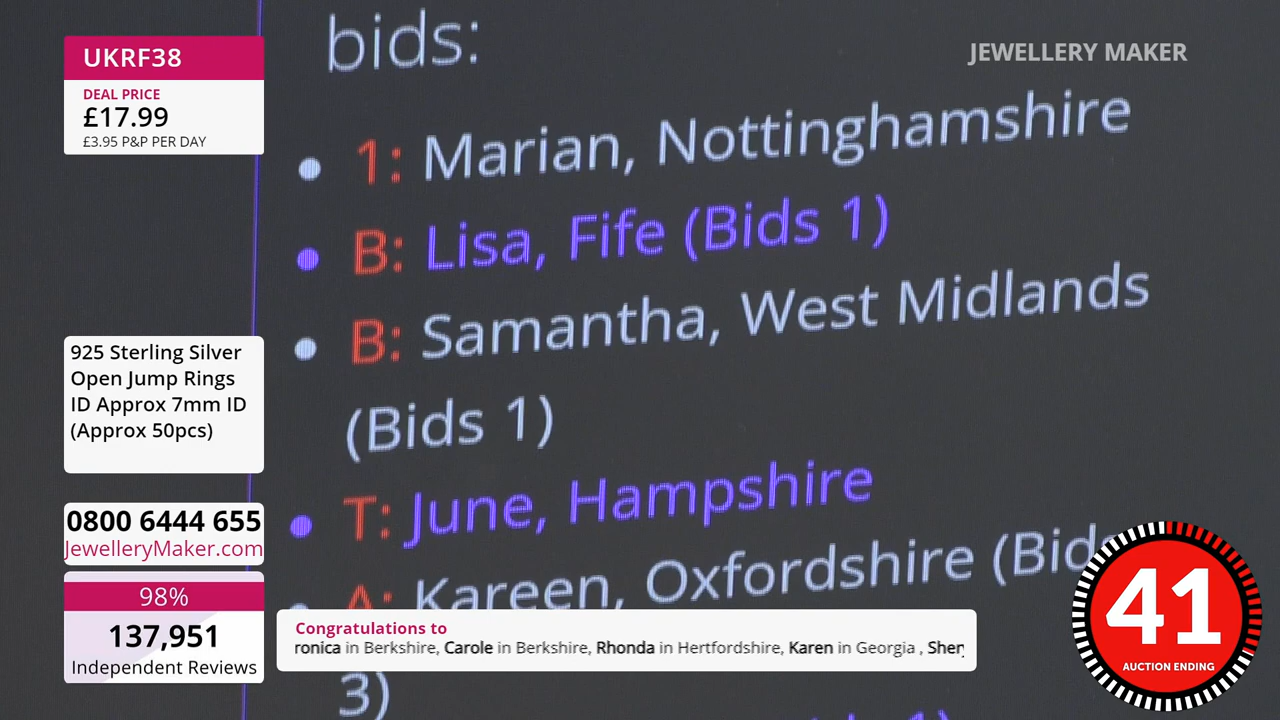 UKRF38
DEAL PRICE
£17.99
£3.95 P&P PER DAY
JEWELLERY MAKER
bids:
1: Marian, Nottinghamshire
B: Lisa, Fife (Bids 1)
B: Samantha, West Midlands
(Bids 1)
T: June, Hampshire
A: Kareen, Oxfordshire (Bids
3)
925 Sterling Silver
Open Jump Rings
ID Approx 7mm ID
(Approx 50pcs)
0800 6444 655
JewelleryMaker.com
98%
137,951
Independent Reviews
Congratulations to
ronica in Berkshire, Carole in Berkshire, Rhonda in Hertfordshire, Karen in Georgia , Sher
41
AUCTION ENDING